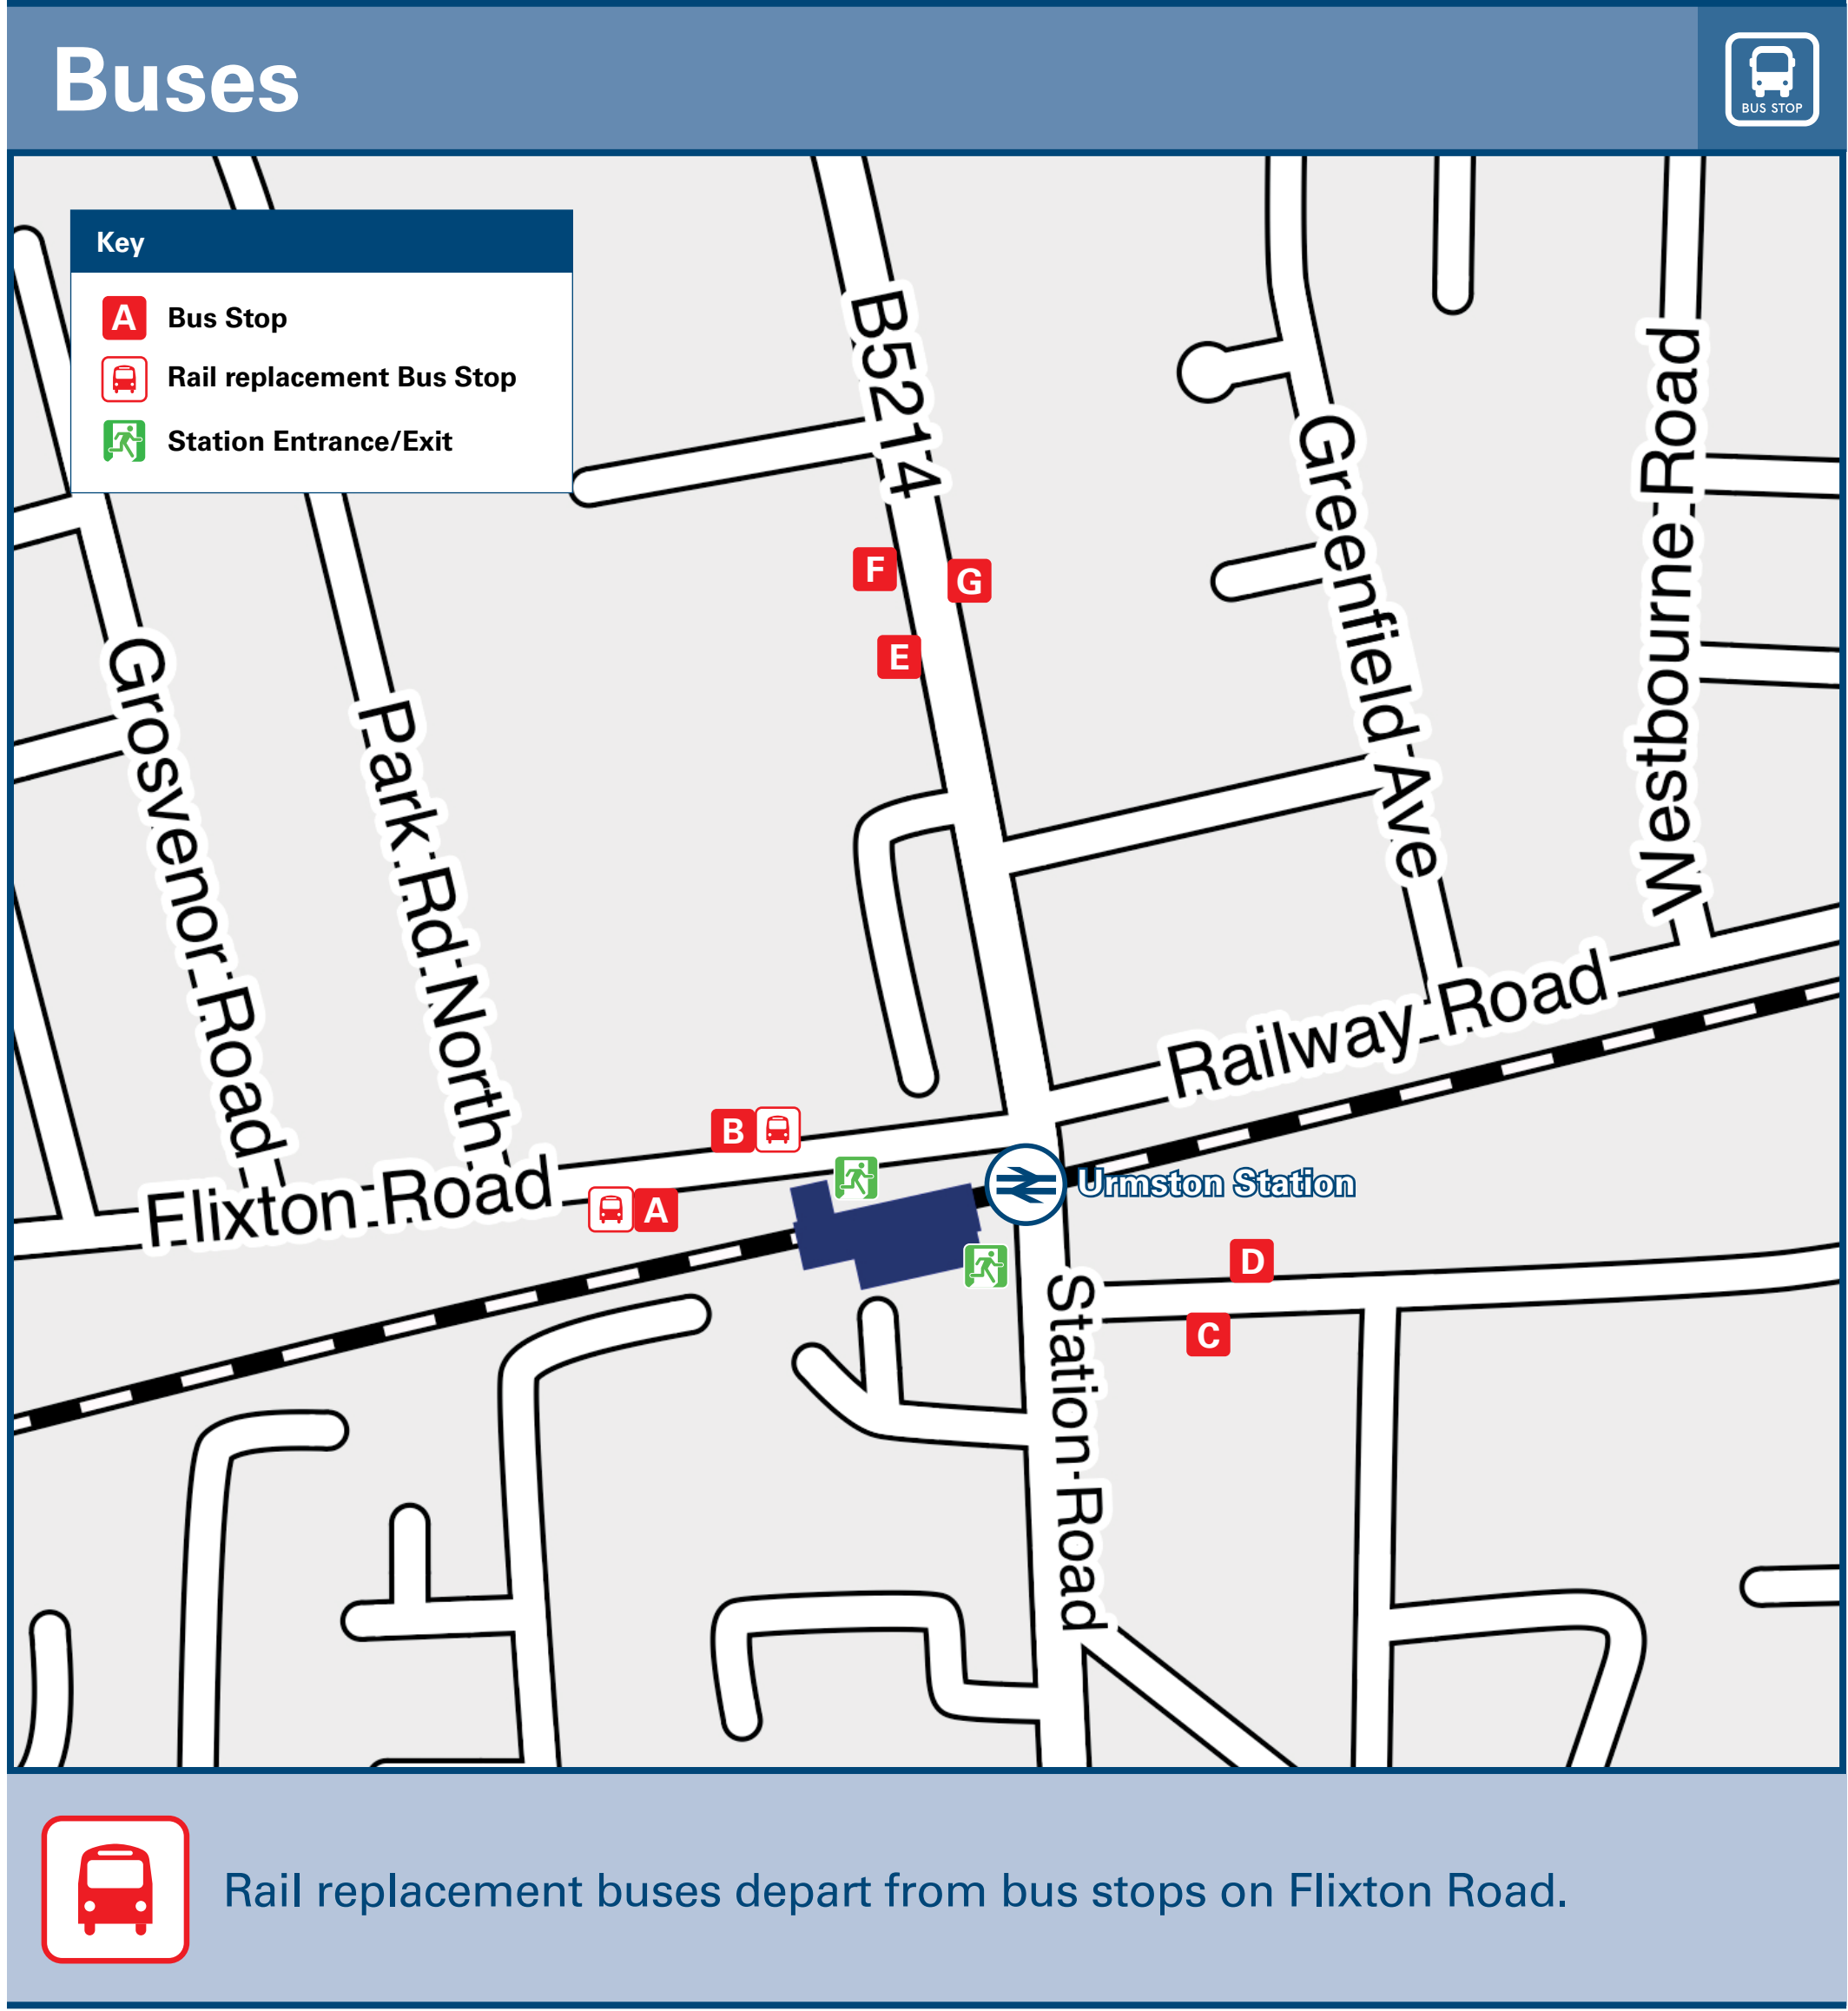 Buses
BUS STOP
Key
A Bus Stop
Rail replacement Bus Stop
Station Entrance/Exit
B5214
Greenfield Ave
Westbourne Road
F
G
E
Grosvenor Road
Park Rd North
Railway Road
B
Flixton Road
A
Urmston Station
D
C
Station Road
Rail replacement buses depart from bus stops on Flixton Road.